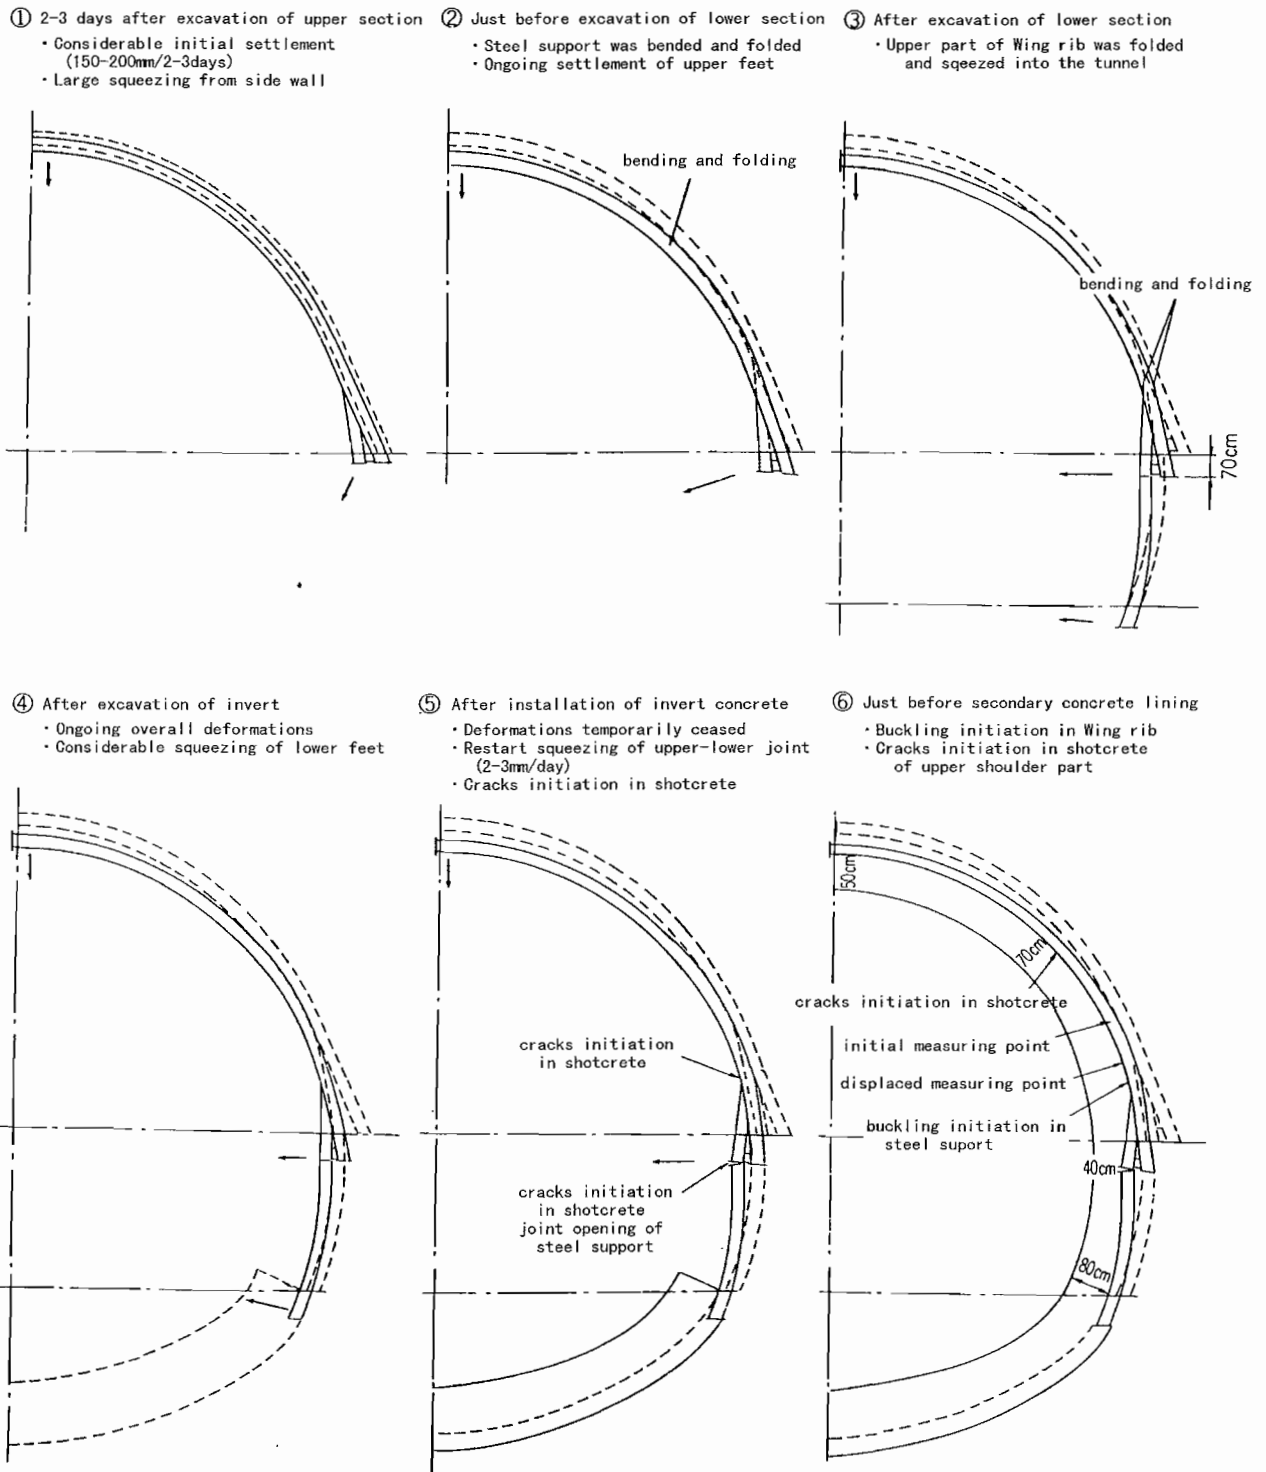 ① 2-3 days after excavation of upper section
・Considerable initial settlement
(150-200mm/2-3days)
・Large squeezing from side wall
② Just before excavation of lower section
・Steel support was bended and folded
・Ongoing settlement of upper feet
bending and folding
③ After excavation of lower section
・Upper part of Wing rib was folded
and sqeezed into the tunnel
bending and folding
70cm
④ After excavation of invert
・Ongoing overall deformations
・Considerable squeezing of lower feet
⑤ After installation of invert concrete
・Deformations temporarily ceased
・Restart squeezing of upper-lower joint
(2-3mm/day)
・Cracks initiation in shotcrete
cracks initiation
in shotcrete
cracks initiation
in shotcrete
joint opening of
steel support
⑥ Just before secondary concrete lining
・Buckling initiation in Wing rib
・Cracks initiation in shotcrete
of upper shoulder part
50cm
70cm
cracks initiation in shotcrete
initial measuring point
displaced measuring point
buckling initiation in
steel suport
40cm
80cm